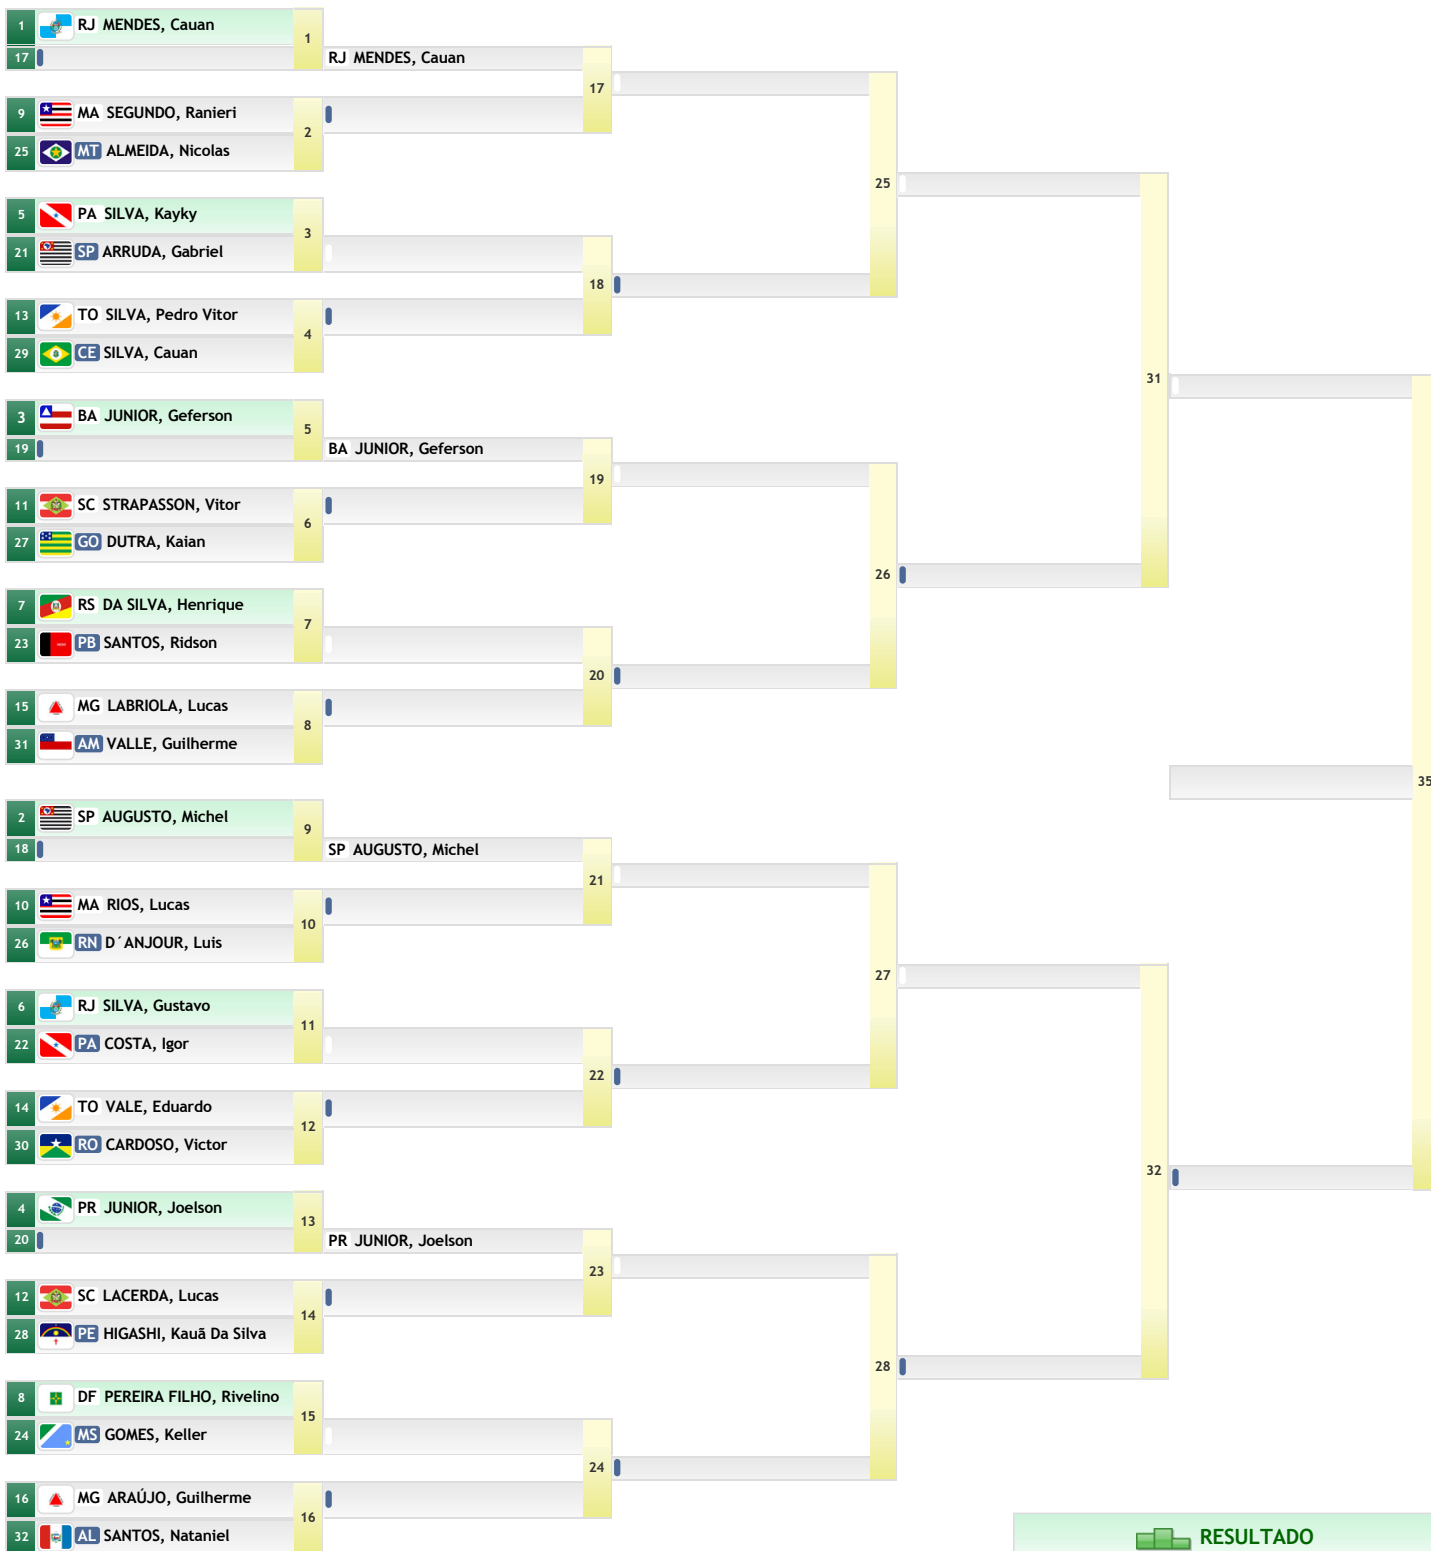 1 RJ MENDES, Cauan
1
17
RJ MENDES, Cauan
17
9 MA SEGUNDO, Ranieri
2
25 MT ALMEIDA, Nicolas
25
5 PA SILVA, Kayky
3
21 SP ARRUDA, Gabriel
18
13 TO SILVA, Pedro Vitor
4
29 CE SILVA, Cauan
31
3 BA JUNIOR, Geferson
5
19
BA JUNIOR, Geferson
19
11 SC STRAPASSON, Vitor
6
27 GO DUTRA, Kaian
26
7 RS DA SILVA, Henrique
7
23 PB SANTOS, Ridson
20
15 MG LABRIOLA, Lucas
8
31 AM VALLE, Guilherme
35
2 SP AUGUSTO, Michel
9
18
SP AUGUSTO, Michel
21
10 MA RIOS, Lucas
10
26 RN D´ANJOUR, Luis
27
6 RJ SILVA, Gustavo
11
22 PA COSTA, Igor
22
14 TO VALE, Eduardo
12
30 RO CARDOSO, Victor
32
4 PR JUNIOR, Joelson
13
20
PR JUNIOR, Joelson
23
12 SC LACERDA, Lucas
14
28 PE HIGASHI, Kauã Da Silva
28
8 DF PEREIRA FILHO, Rivelino
15
24 MS GOMES, Keller
24
16 MG ARAÚJO, Guilherme
16
32 AL SANTOS, Nataniel
RESULTADO